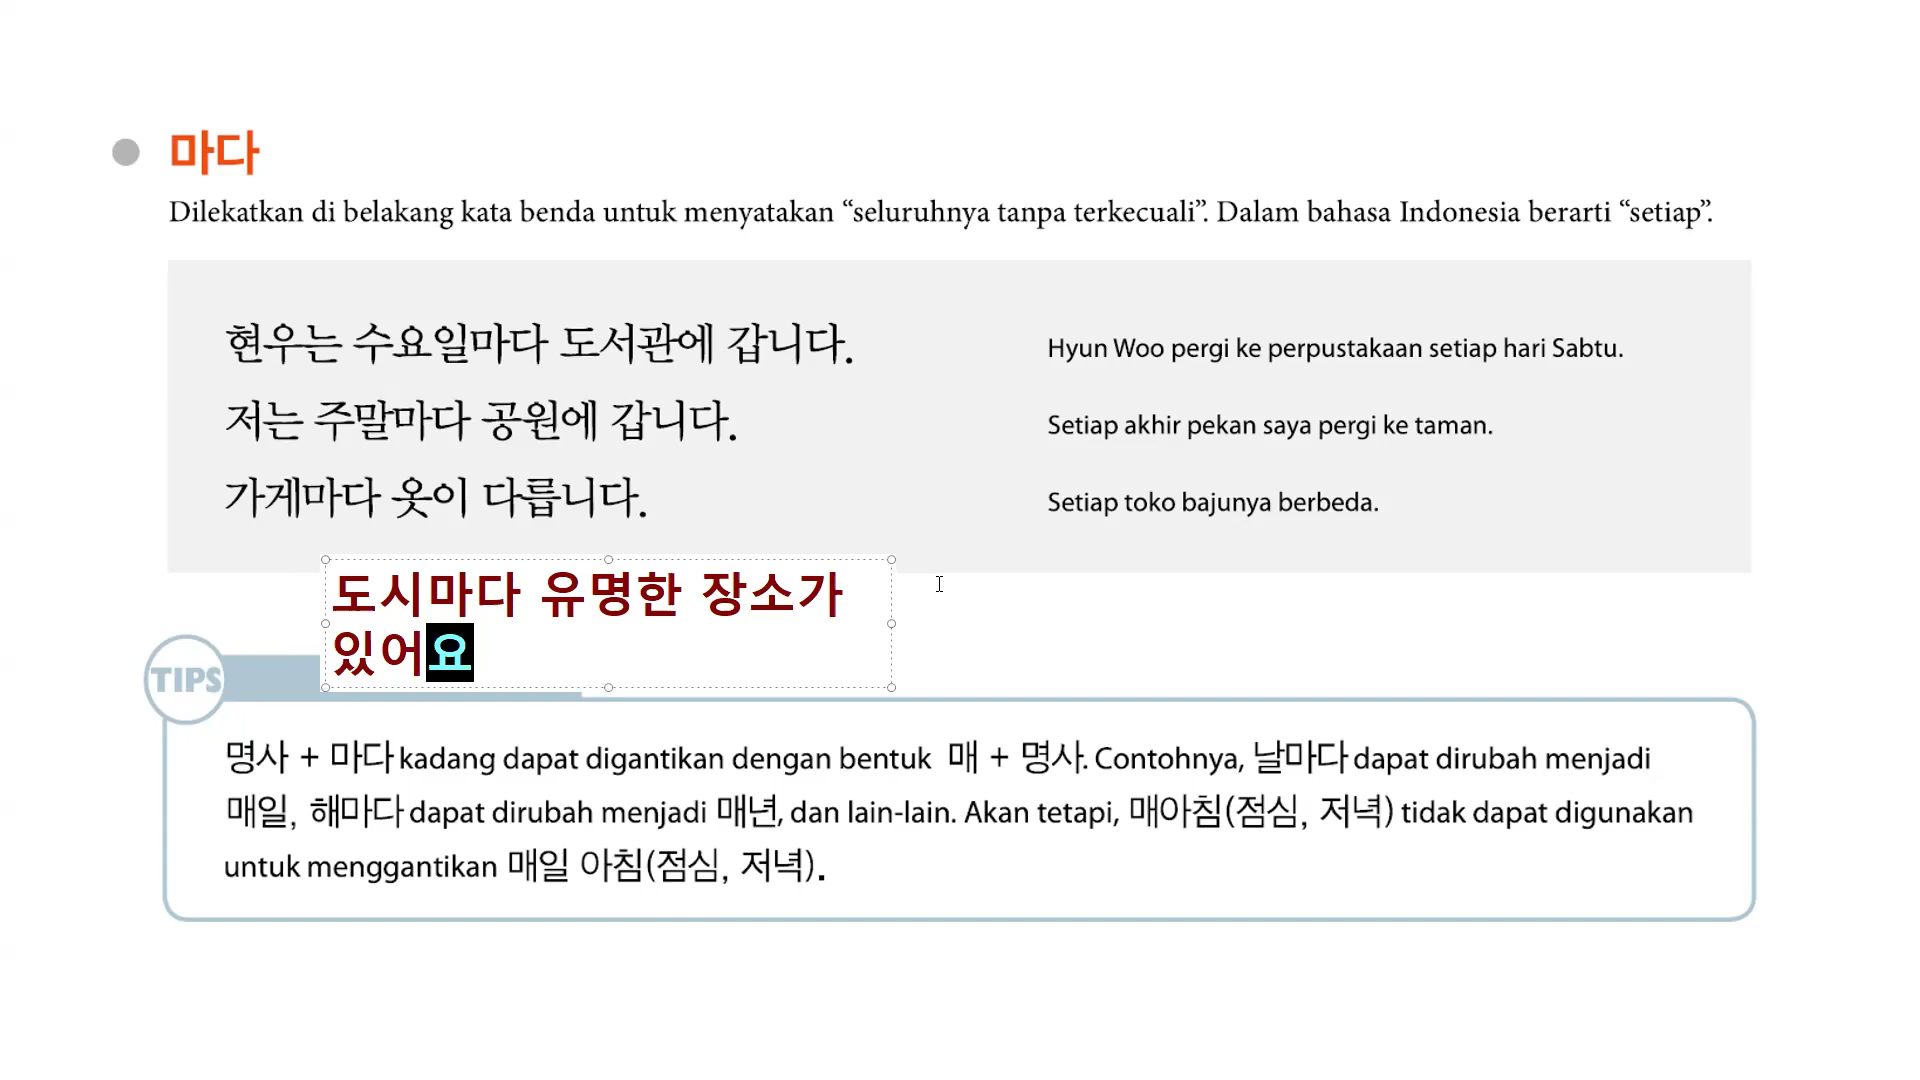 마다
Dilekatkan di belakang kata benda untuk menyatakan “seluruhnya tanpa terkecuali”. Dalam bahasa Indonesia berarti “setiap”.
현우는 수요일마다 도서관에 갑니다.
Hyun Woo pergi ke perpustakaan setiap hari Sabtu.
저는 주말마다 공원에 갑니다.
Setiap akhir pekan saya pergi ke taman.
가게마다 옷이 다릅니다.
Setiap toko bajunya berbeda.
도시마다 유명한 장소가
있어요
TIPS
명사 + 마다 kadang dapat digantikan dengan bentuk 매 + 명사. Contohnya, 날마다 dapat dirubah menjadi
매일, 해마다 dapat dirubah menjadi 매년, dan lain-lain. Akan tetapi, 매아침(점심, 저녁) tidak dapat digunakan
untuk menggantikan 매일 아침(점심, 저녁).